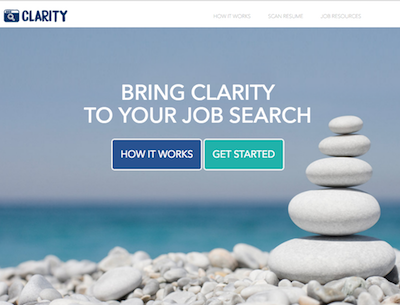 CLARITY
HOW IT WORKS SCAN RESUME JOB RESOURCES
BRING CLARITY
TO YOUR JOB SEARCH
HOW IT WORKS GET STARTED